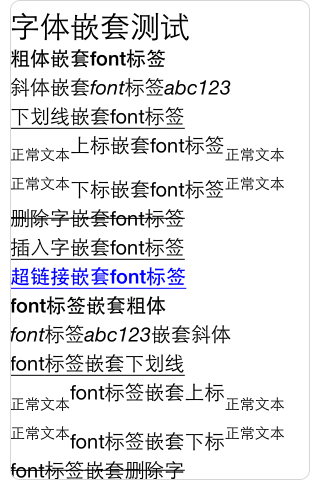 字体嵌套测试
粗体嵌套font标签
斜体嵌套font标签abc123
下划线嵌套font标签
正常文本上标嵌套font标签正常文本
正常文本下标嵌套font标签正常文本
删除字嵌套font标签
插入字嵌套font标签
超链接嵌套font标签
font标签嵌套粗体
font标签abc123嵌套斜体
font标签嵌套下划线
正常文本font标签嵌套上标正常文本
正常文本font标签嵌套下标正常文本
font标签嵌套删除字